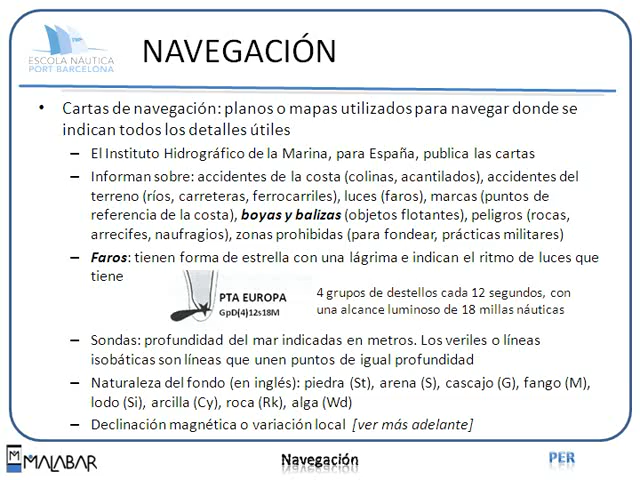 ESCOLA NÀUTICA
PORT BARCELONA
NAVEGACIÓN
• Cartas de navegación: planos o mapas utilizados para navegar donde se
indican todos los detalles útiles
– El Instituto Hidrográfico de la Marina, para España, publica las cartas
– Informan sobre: accidentes de la costa (colinas, acantilados), accidentes del
terreno (ríos, carreteras, ferrocarriles), luces (faros), marcas (puntos de
referencia de la costa), boyas y balizas (objetos flotantes), peligros (rocas,
arrecifes, naufragios), zonas prohibidas (para fondear, prácticas militares)
– Faros: tienen forma de estrella con una lágrima e indican el ritmo de luces que
tiene
PTA EUROPA
GpD(4)12s18M
4 grupos de destellos cada 12 segundos, con
una alcance luminoso de 18 millas náuticas
– Sondas: profundidad del mar indicadas en metros. Los veriles o líneas
isobáticas son líneas que unen puntos de igual profundidad
– Naturaleza del fondo (en inglés): piedra (St), arena (S), cascajo (G), fango (M),
lodo (Si), arcilla (Cy), roca (Rk), alga (Wd)
– Declinación magnética o variación local [ver más adelante]
MALABAR
Navegación
PER